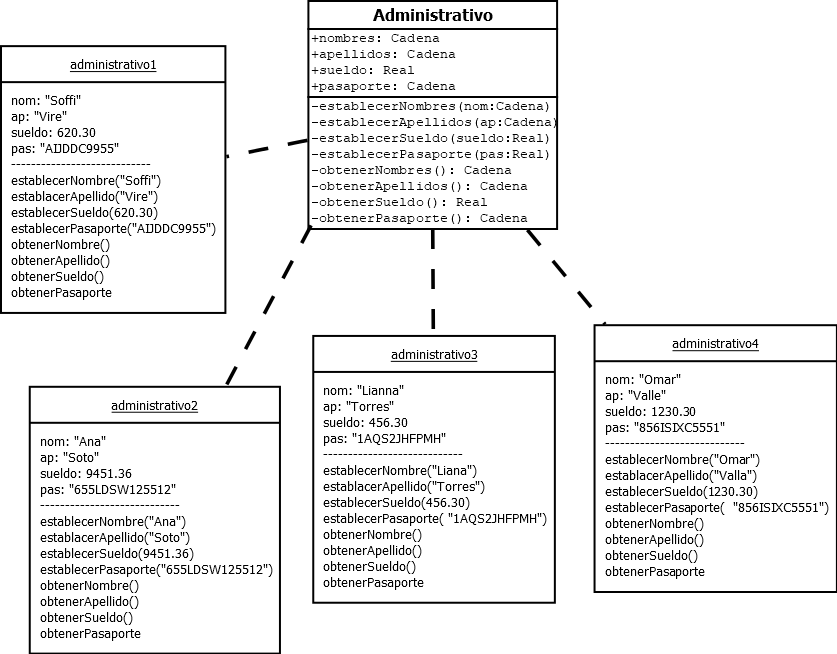 Administrativo
+nombres: Cadena
+apellidos: Cadena
+sueldo: Real
+pasaporte: Cadena
-establecerNombres(nom:Cadena)
-establecerApellidos(ap:Cadena)
-establecerSueldo(sueldo:Real)
-establecerPasaporte(pas:Real)
-obtenerNombres(): Cadena
-obtenerApellidos(): Cadena
-obtenerSueldo(): Real
-obtenerPasaporte(): Cadena
administrativo1
nom: "Soffi"
ap: "Vire"
sueldo: 620.30
pas: "AIJDDC9955"
----------------------------
establecerNombre("Soffi")
establacerApellido("Vire")
establecerSueldo(620.30)
establecerPasaporte("AIJDDC9955")
obtenerNombre()
obtenerApellido()
obtenerSueldo()
obtenerPasaporte
administrativo2
nom: "Ana"
ap: "Soto"
sueldo: 9451.36
pas: "655LDSW125512"
----------------------------
establecerNombre("Ana")
establacerApellido("Soto")
establecerSueldo(9451.36)
establecerPasaporte("655LDSW125512")
obtenerNombre()
obtenerApellido()
obtenerSueldo()
obtenerPasaporte
administrativo3
nom: "Lianna"
ap: "Torres"
sueldo: 456.30
pas: "1AQS2JHFPMH"
----------------------------
establecerNombre("Liana")
establacerApellido("Torres")
establecerSueldo(456.30)
establecerPasaporte( "1AQS2JHFPMH")
obtenerNombre()
obtenerApellido()
obtenerSueldo()
obtenerPasaporte
administrativo4
nom: "Omar"
ap: "Valle"
sueldo: 1230.30
pas: "856ISIXC5551"
----------------------------
establecerNombre("Omar")
establacerApellido("Valla")
establecerSueldo(1230.30)
establecerPasaporte(  "856ISIXC5551)
obtenerNombre()
obtenerApellido()
obtenerSueldo()
obtenerPasaporte